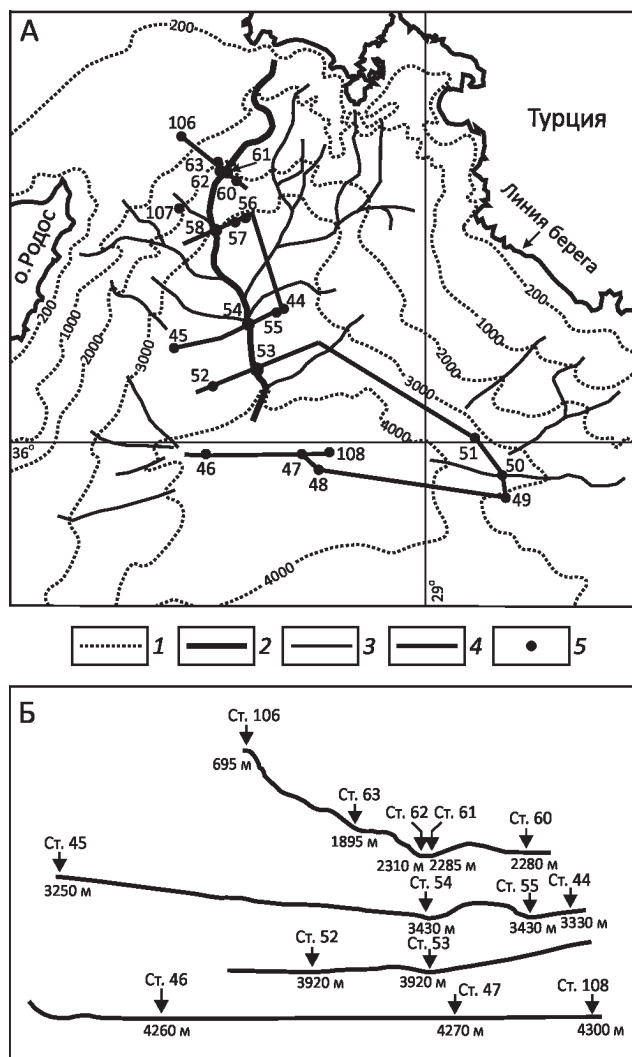 А
200
106
61
63
62
60
Турция
56
107
57
58
о.Родос
Линия берега
54
44
55
45
200
1000
2000
3000
200
1000
2000
3000
53
52
4000
36°
108
46
47
48
51
50
49
4000
29°
1
2
3
4
5
Б
Ст. 106
695 м
Ст. 63
Ст. 62
Ст. 61
Ст. 60
1895 м
2310 м
2285 м
2280 м
Ст. 45
3250 м
Ст. 54
Ст. 55
Ст. 44
3430 м
3430 м
3330 м
Ст. 52
Ст. 53
3920 м
3920 м
Ст. 46
Ст. 47
Ст. 108
4260 м
4270 м
4300 м